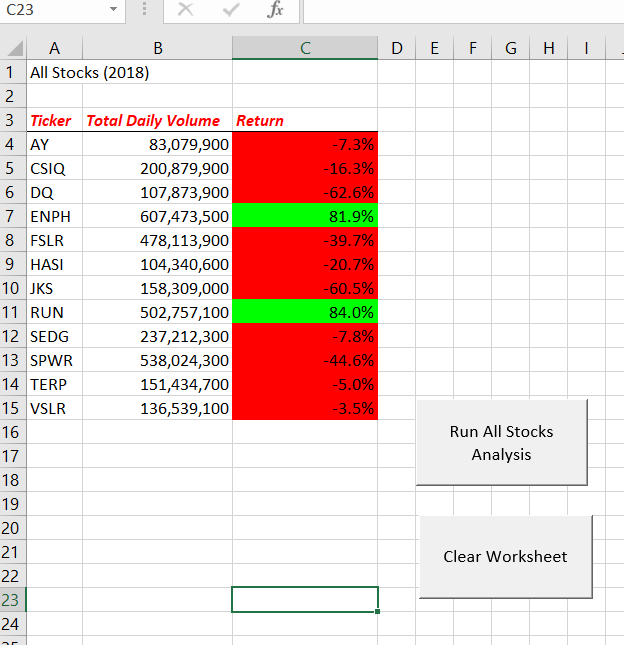 C23 fx
A B C D E F G H I
1 All Stocks (2018)
2
3 Ticker Total Daily Volume Return
4 AY 83,079,900 -7.3%
5 CSIQ 200,879,900 -16.3%
6 DQ 107,873,900 -62.6%
7 ENPH 607,473,500 81.9%
8 FSLR 478,113,900 -39.7%
9 HASI 104,340,600 -20.7%
10 JKS 158,309,000 -60.5%
11 RUN 502,757,100 84.0%
12 SEDG 237,212,300 -7.8%
13 SPWR 538,024,300 -44.6%
14 TERP 151,434,700 -5.0%
15 VSLR 136,539,100 -3.5%
16
Run All Stocks
17
Analysis
18
19
20
21
Clear Worksheet
22
23
24
25